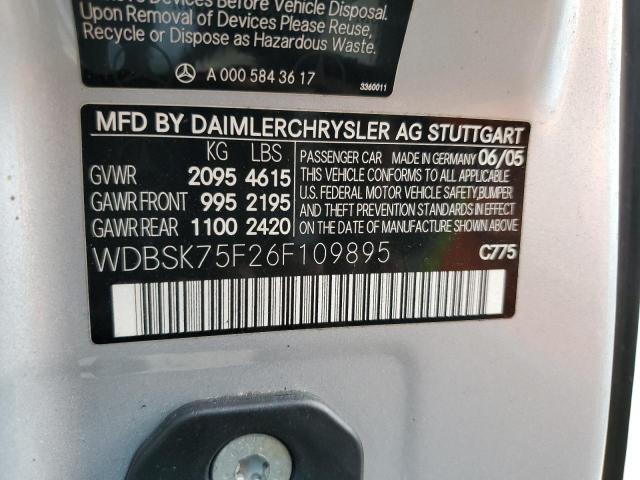 Devices Before Vehicle Disposal.
Upon Removal of Devices Please Reuse,
Recycle or Dispose as Hazardous Waste.
A 000 584 36 17
3360011
MFD BY DAIMLERCHRYSLER AG STUTTGART
KG LBS
GVWR 2095 4615
GAWR FRONT 995 2195
GAWR REAR 1100 2420
PASSENGER CAR MADE IN GERMANY 06/05
THIS VEHICLE CONFORMS TO ALL APPLICABLE
U.S. FEDERAL MOTOR VEHICLE SAFETY, BUMPER
AND THEFT PREVENTION STANDARDS IN EFFECT
ON THE DATE OF MANUFACTURE SHOWN ABOVE.
WDBSK75F26F109895 C775